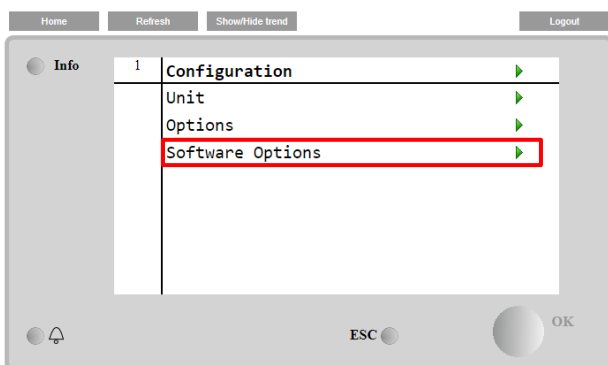 Home Refresh Show/Hide trend Logout
Info
1 Configuration
Unit
Options
Software Options
ESC
OK